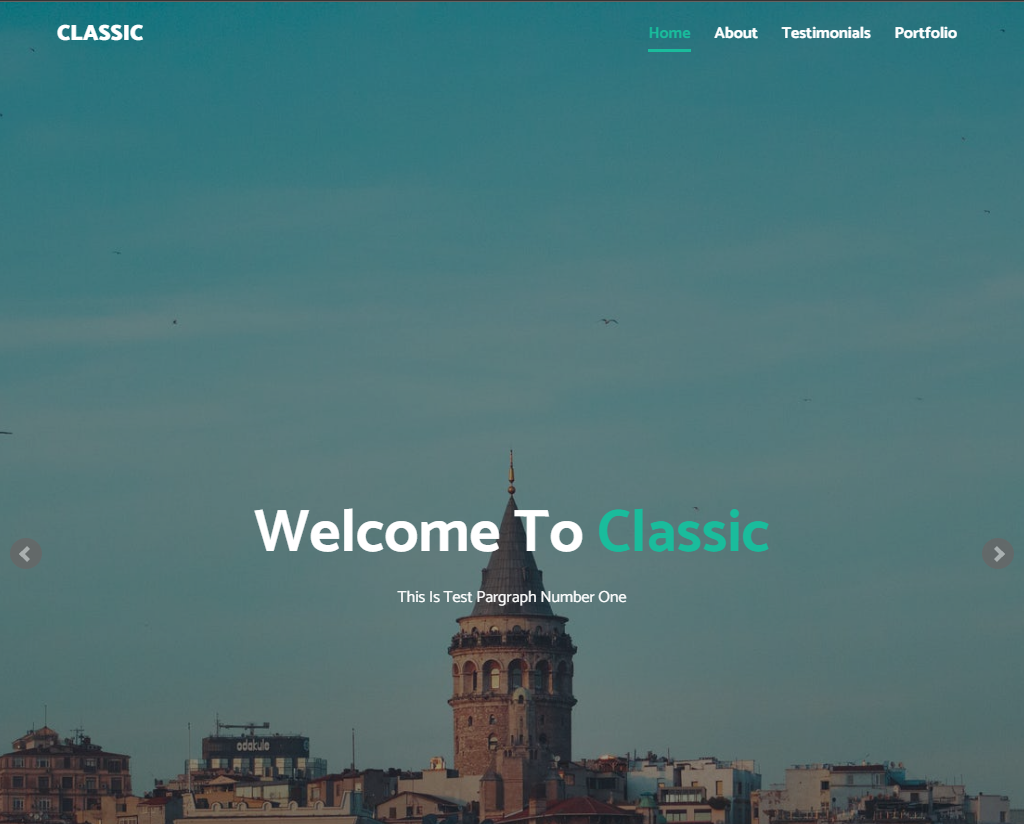 CLASSIC
Home About Testimonials Portfolio
Welcome To Classic
This Is Test Pargraph Number One
odakule